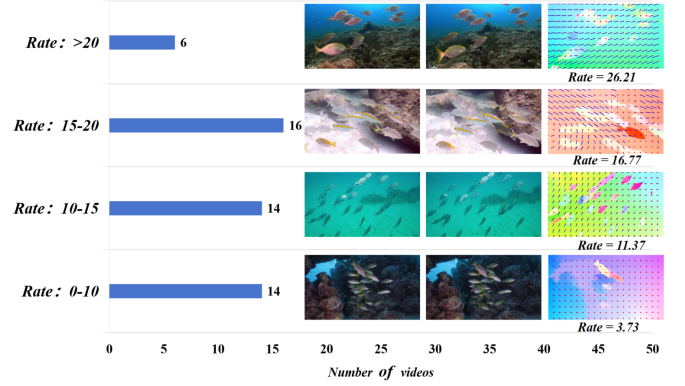 Rate: >20
6
Rate = 26.21
Rate: 15-20
16
Rate = 16.77
Rate: 10-15
14
Rate = 11.37
Rate: 0-10
14
Rate = 3.73
0 5 10 15 20 25 30 35 40 45 50
Number of videos